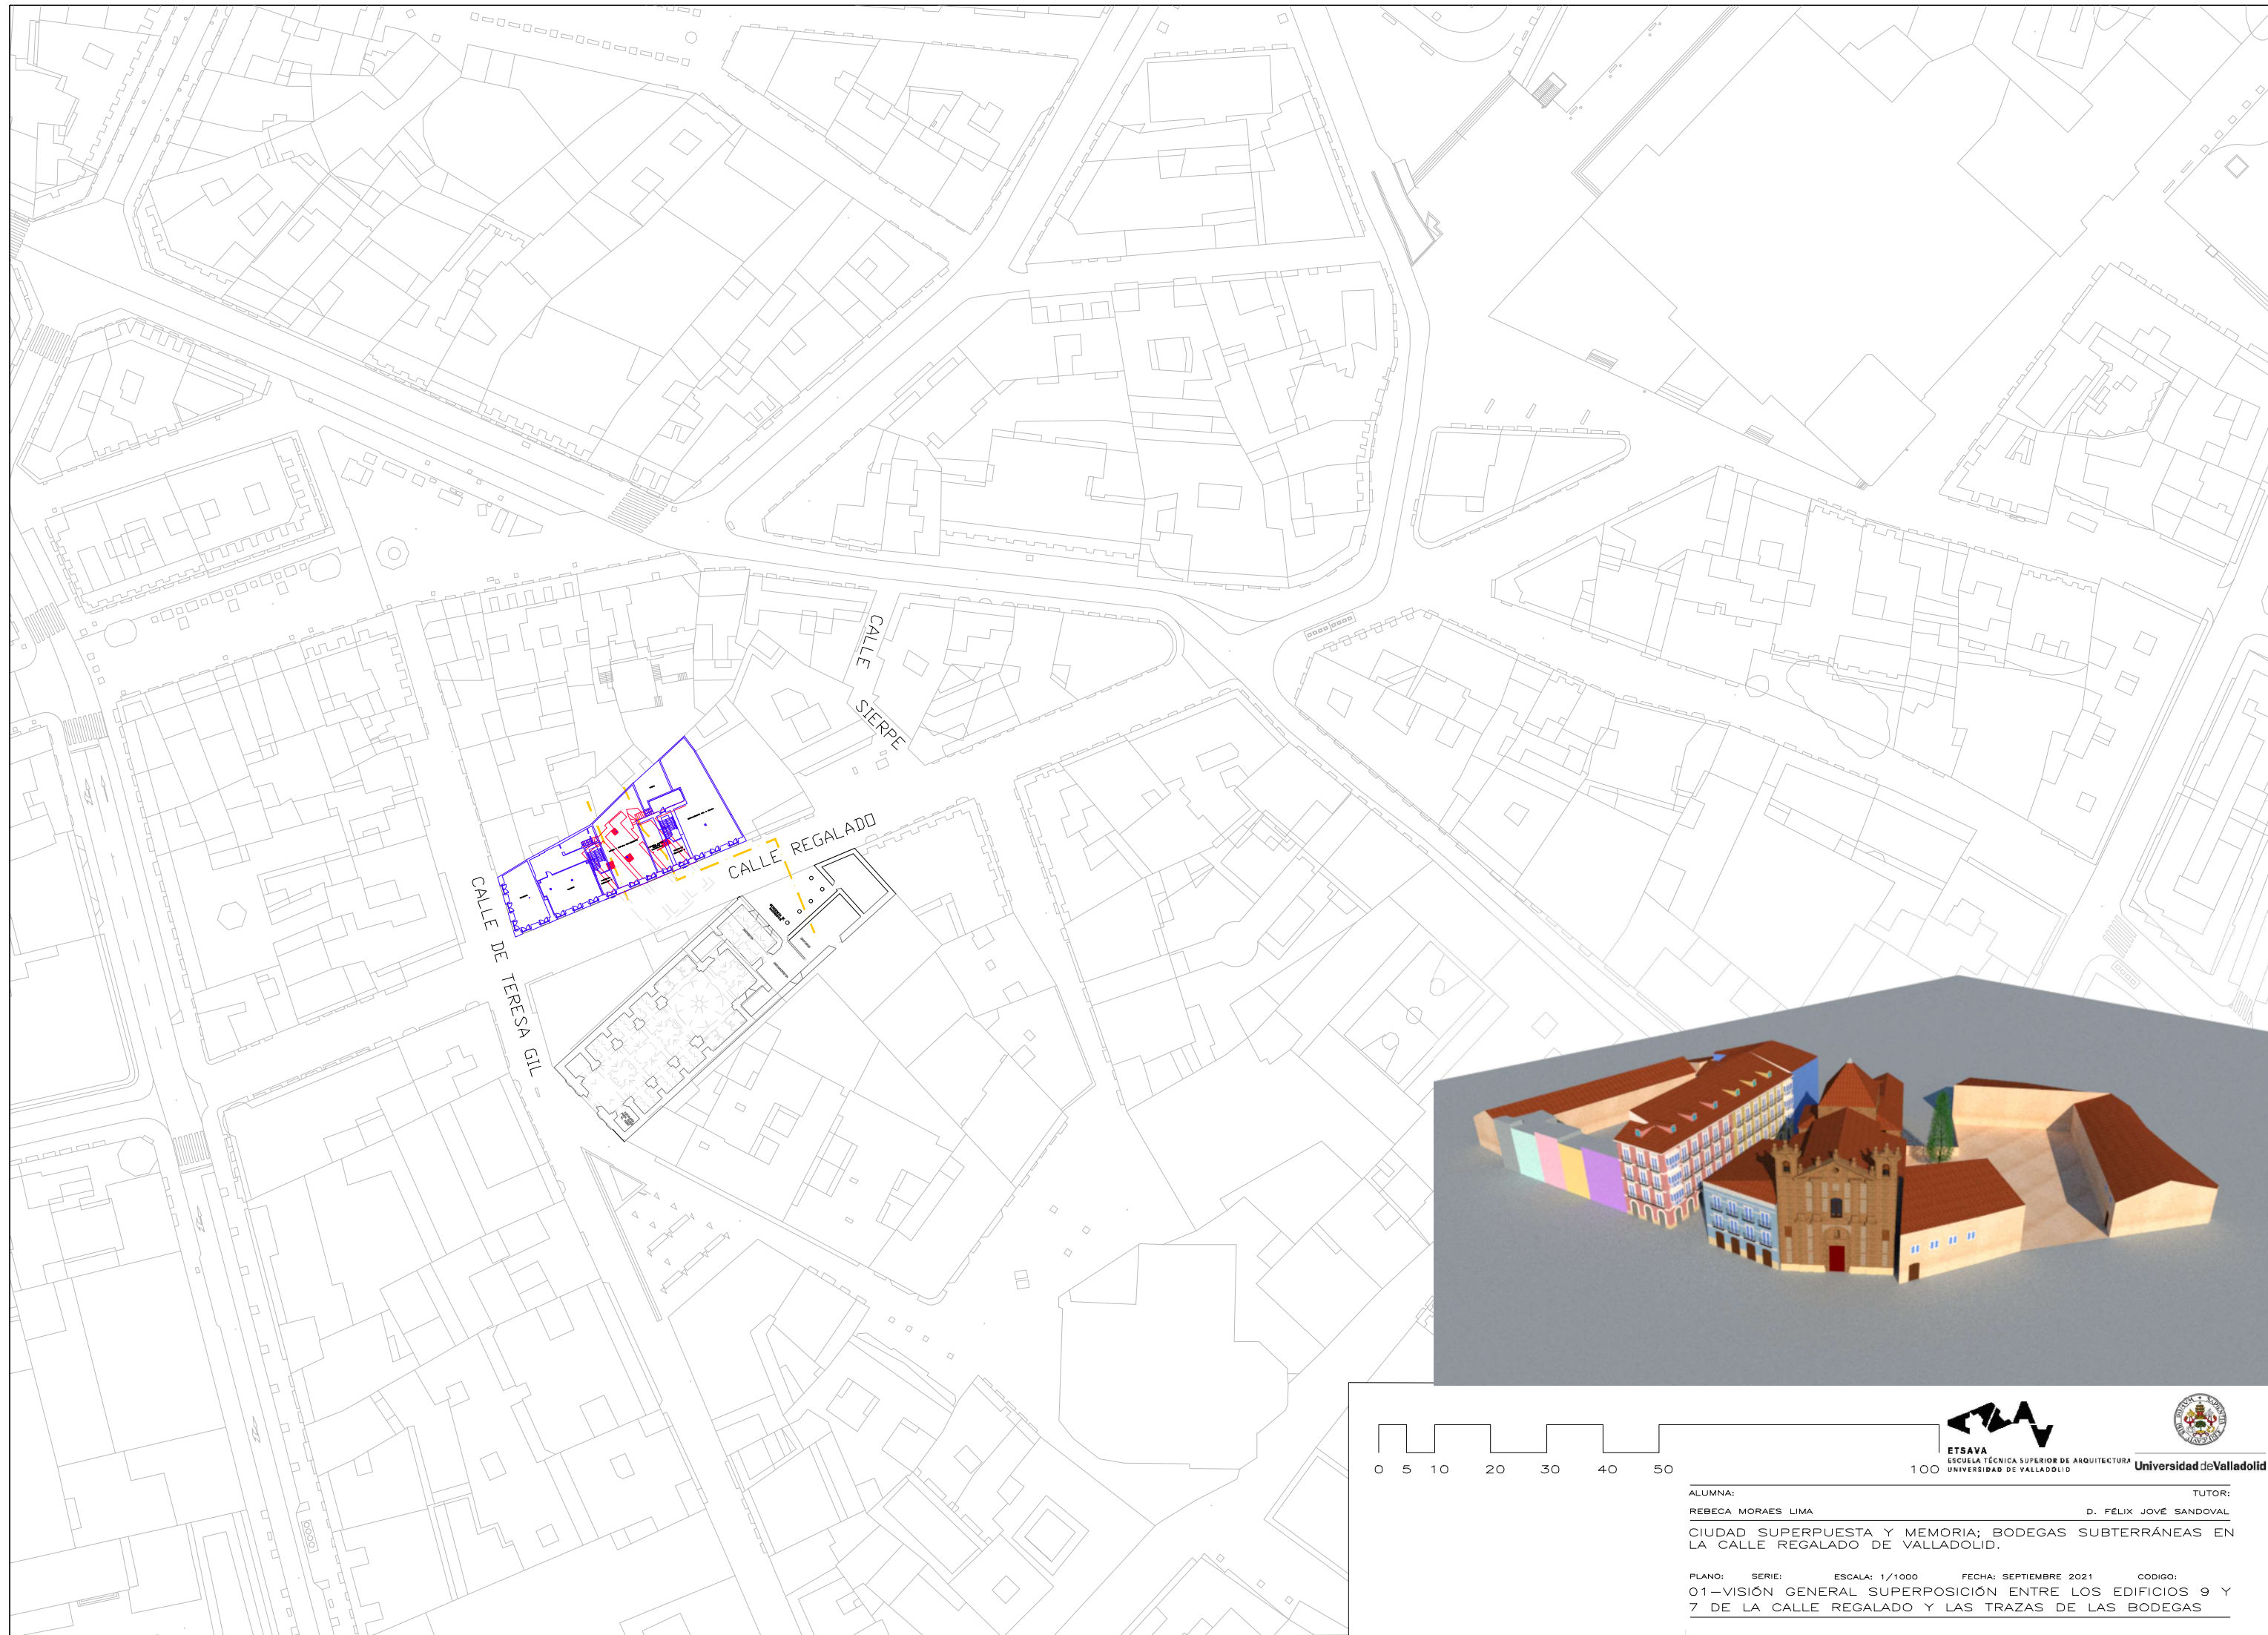 CALLE
SIERPE
CALLE REGALADO
CALLE DE TERESA GIL
0 5 10 20 30 40 50 100
ETSAVA
ESCUELA TÉCNICA SUPERIOR DE ARQUITECTURA
UNIVERSIDAD DE VALLADOLID
Universidad de Valladolid
ALUMNA: TUTOR:
REBECA MORAES LIMA D. FÉLIX JOVÉ SANDOVAL
CIUDAD SUPERPUESTA Y MEMORIA; BODEGAS SUBTERRÁNEAS EN
LA CALLE REGALADO DE VALLADOLID.
PLANO: SERIE: ESCALA: 1/1000 FECHA: SEPTIEMBRE 2021 CODIGO:
01-VISIÓN GENERAL SUPERPOSICIÓN ENTRE LOS EDIFICIOS 9 Y
7 DE LA CALLE REGALADO Y LAS TRAZAS DE LAS BODEGAS